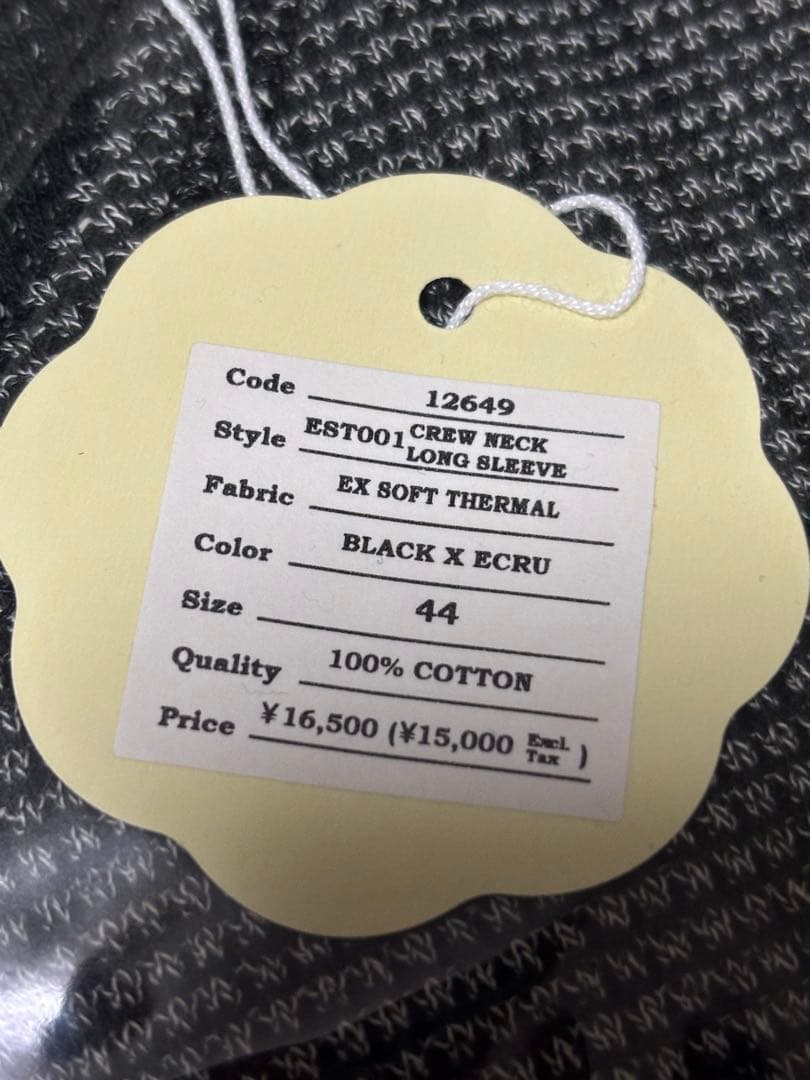 Code 12649
Style EST001 CREW NECK
LONG SLEEVE
Fabric EX SOFT THERMAL
Color BLACK X ECRU
Size 44
Quality 100% COTTON
Price ¥16,500 (¥15,000 Excl. Tax )